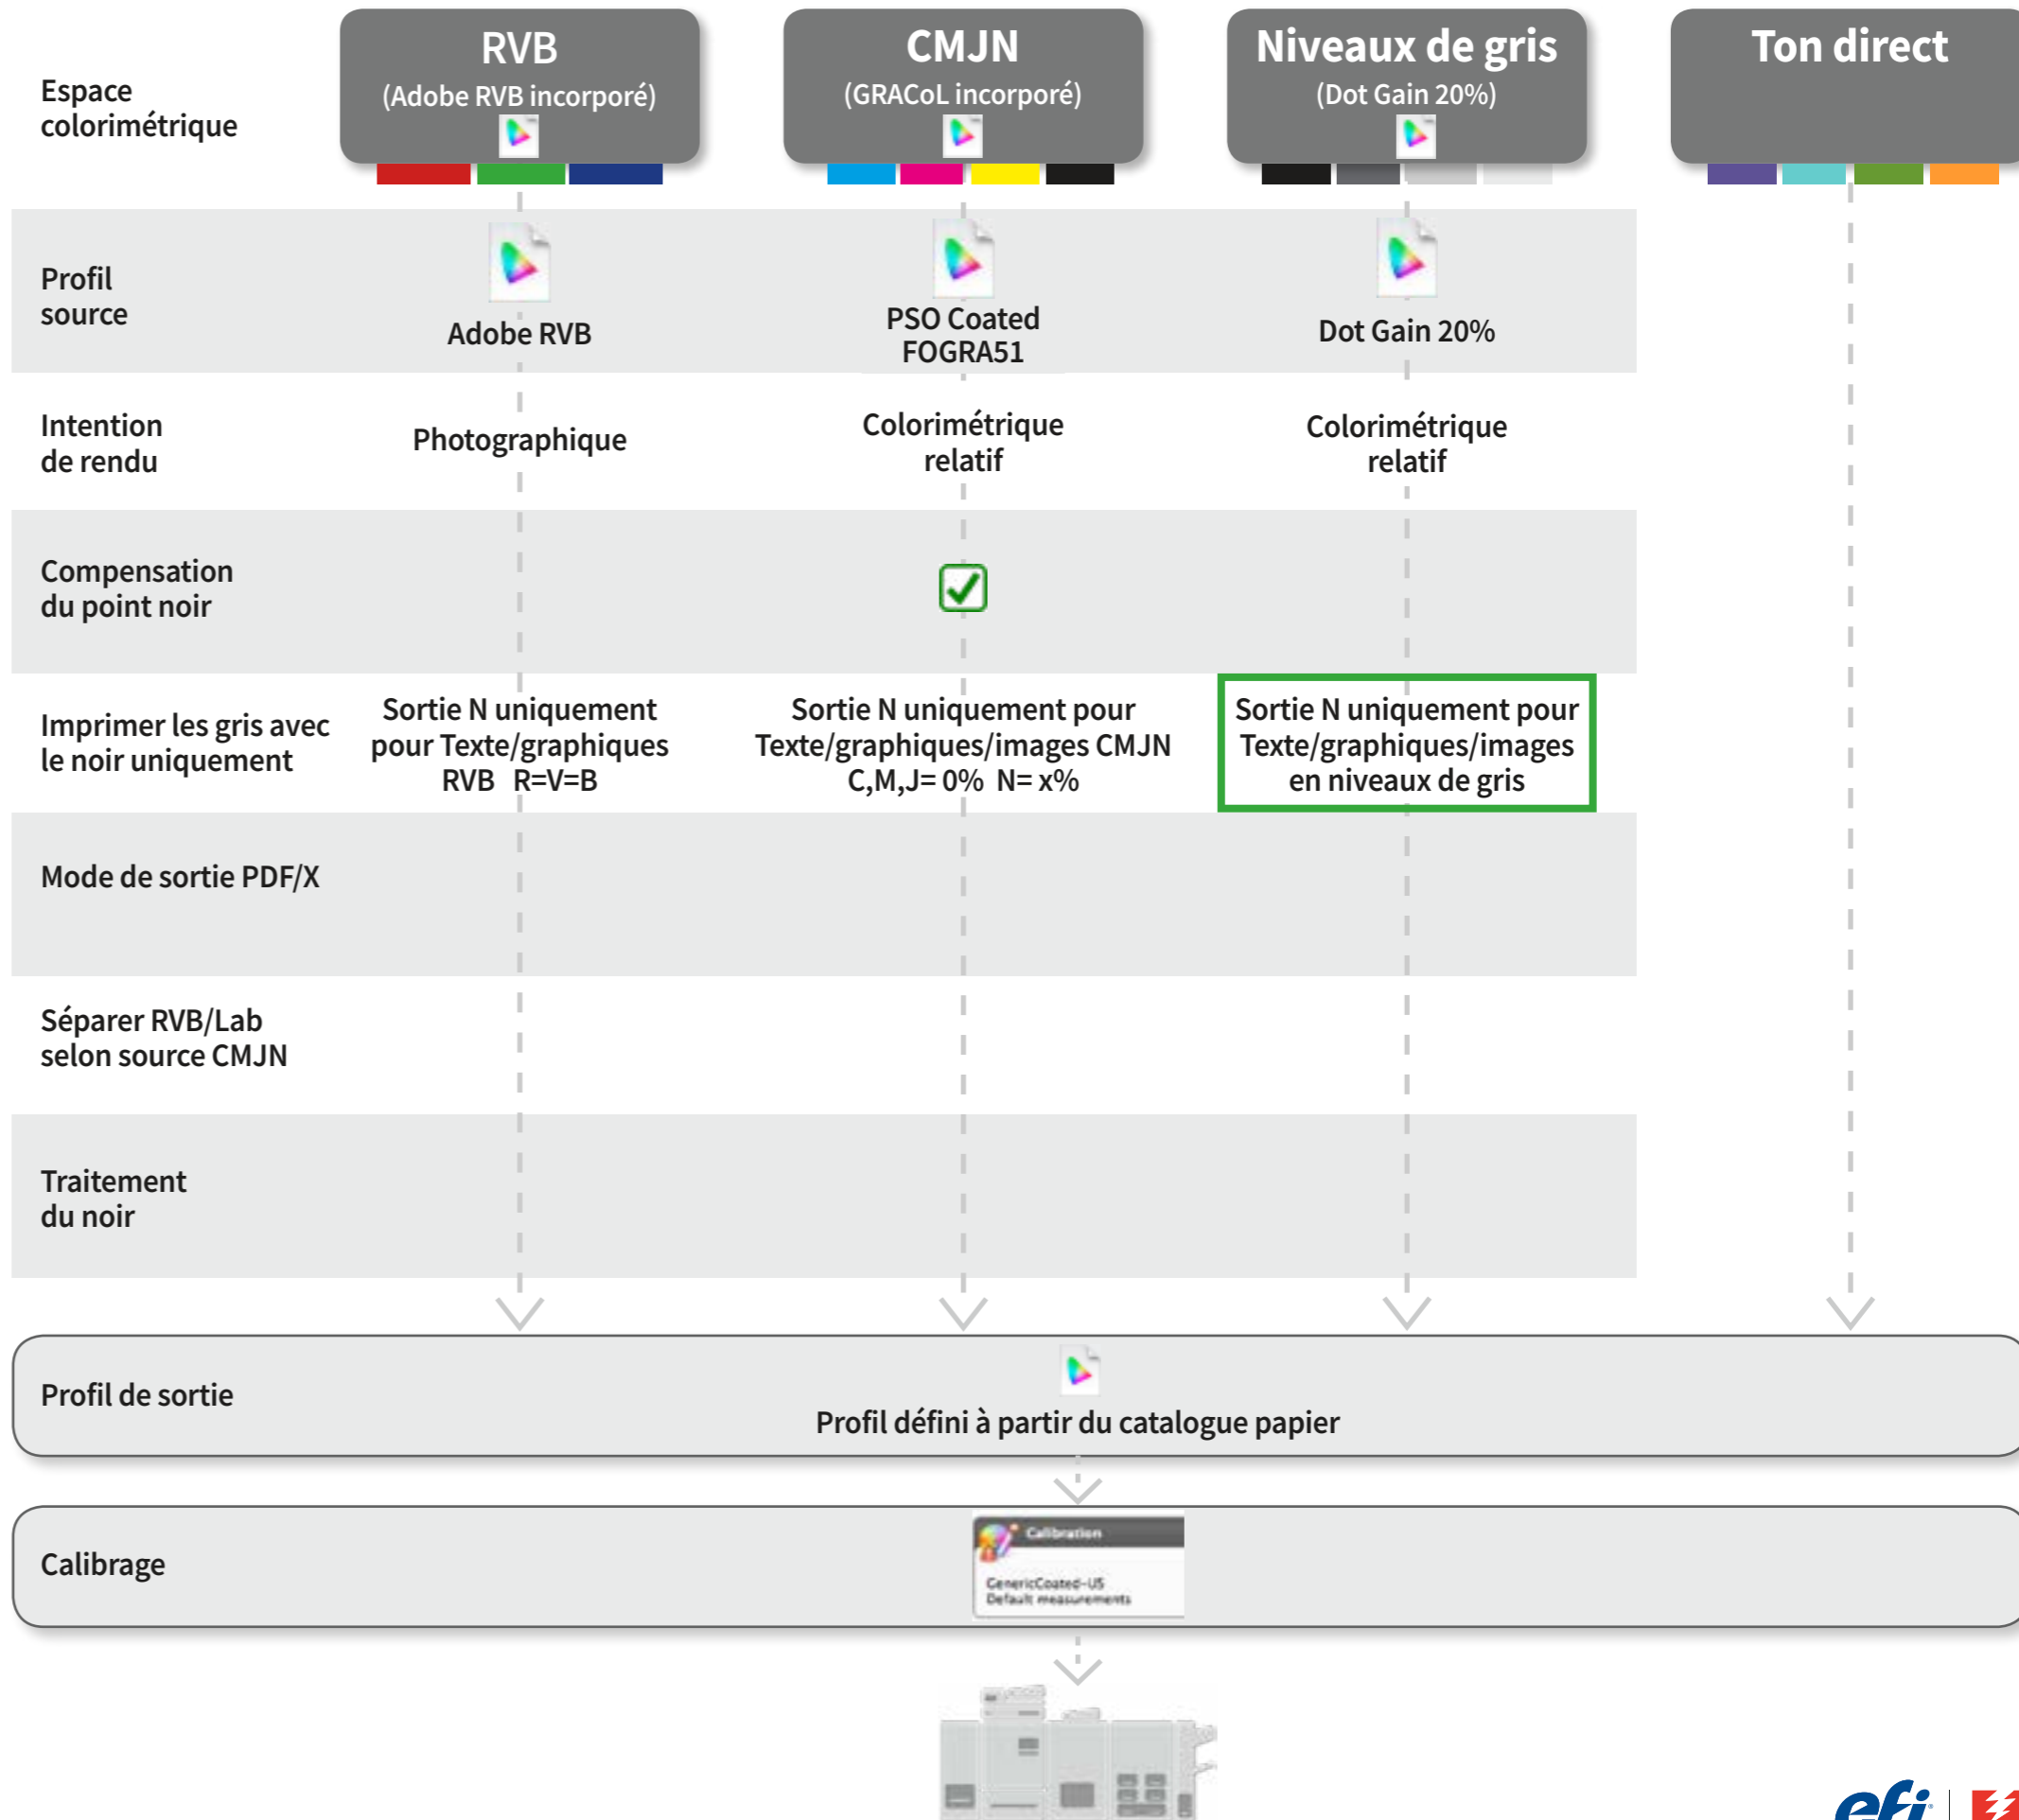 Espace
colorimétrique
RVB
(Adobe RVB incorporé)
CMJN
(GRACoL incorporé)
Niveaux de gris
(Dot Gain 20%)
Ton direct
Profil
source
Adobe RVB
PSO Coated
FOGRA51
Dot Gain 20%
Intention
de rendu
Photographique
Colorimétrique
relatif
Colorimétrique
relatif
Compensation
du point noir
Imprimer les gris avec
le noir uniquement
Sortie N uniquement
pour Texte/graphiques
RVB R=V=B
Sortie N uniquement pour
Texte/graphiques/images CMJN
C,M,J= 0% N= x%
Sortie N uniquement pour
Texte/graphiques/images
en niveaux de gris
Mode de sortie PDF/X
Séparer RVB/Lab
selon source CMJN
Traitement
du noir
Profil de sortie
Profil défini à partir du catalogue papier
Calibrage
Calibration
GenericCoated-US
Default measurements
efi